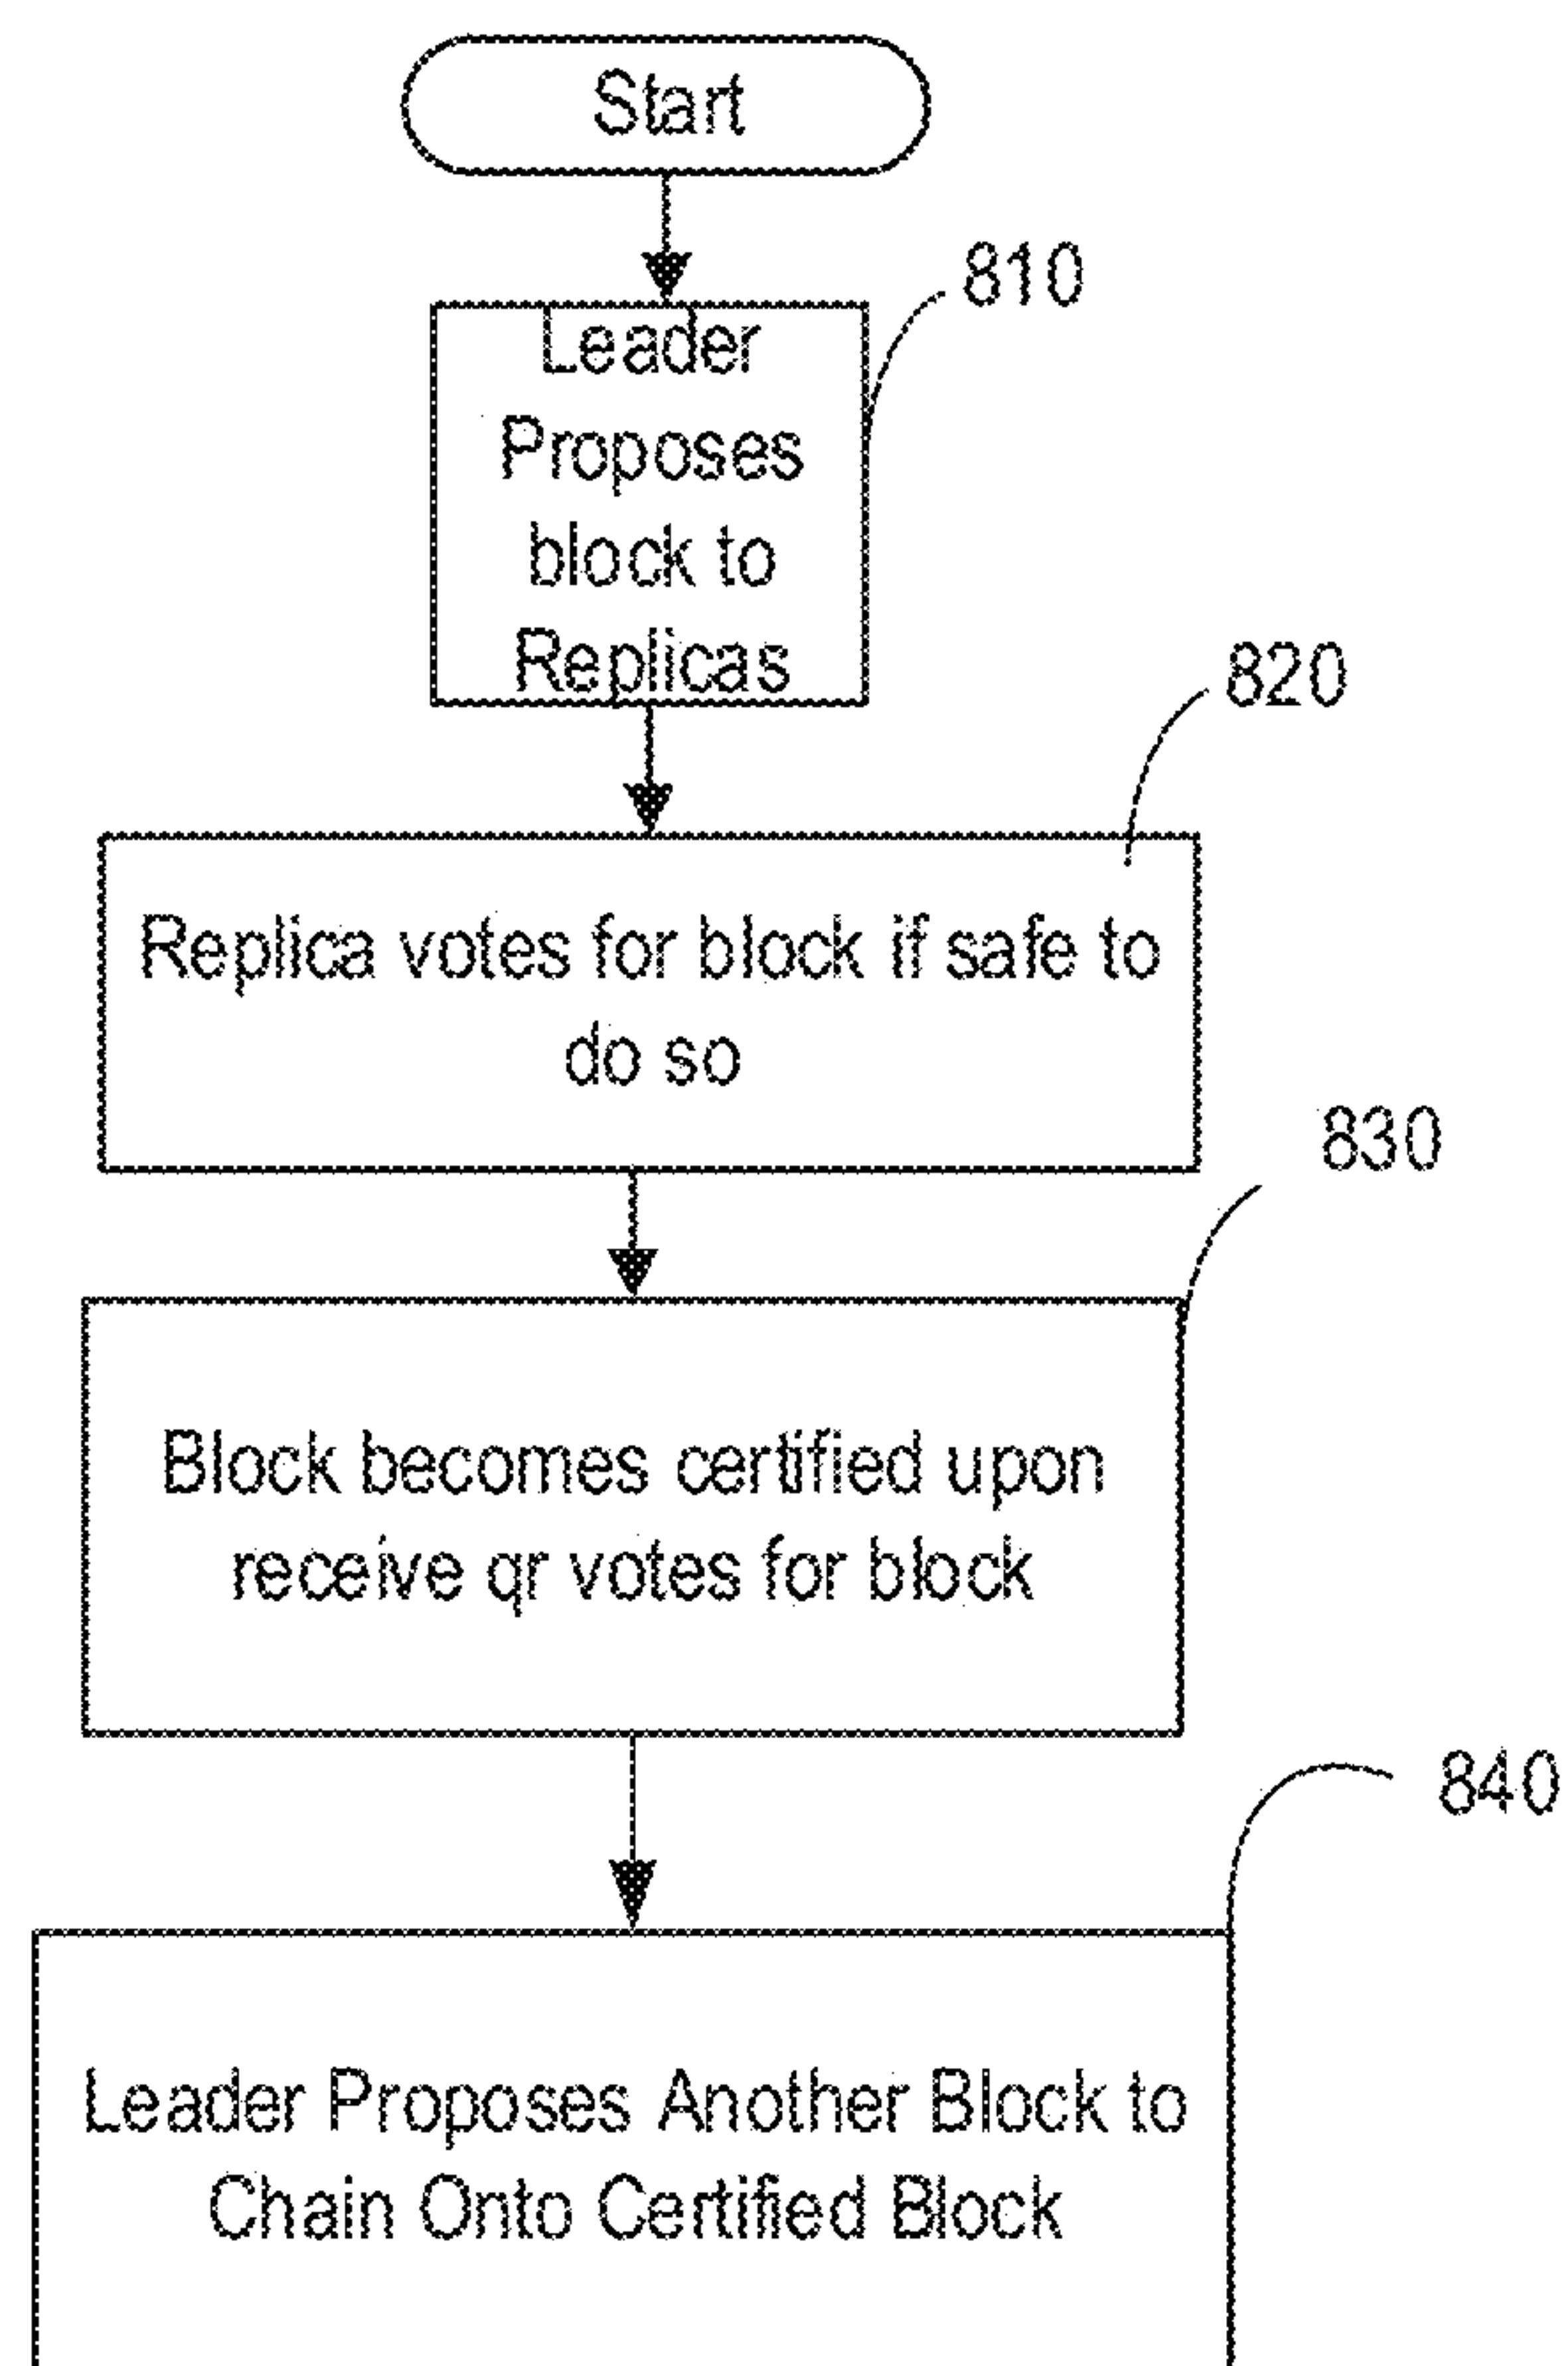 Start
810
Leader
Proposes
block to
Replicas
820
Replica votes for block if safe to
do so
830
Block becomes certified upon
receive qr votes for block
840
Leader Proposes Another Block to
Chain Onto Certified Block